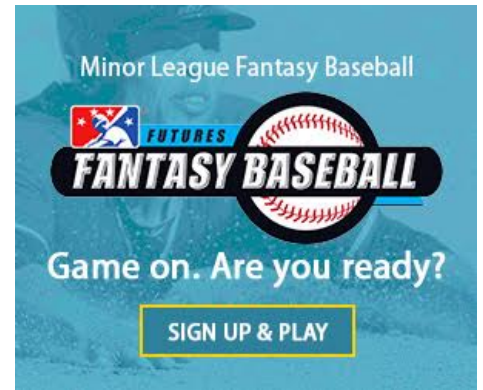 Minor League Fantasy Baseball
FUTURES
FANTASY BASEBALL
Game on. Are you ready?
SIGN UP & PLAY